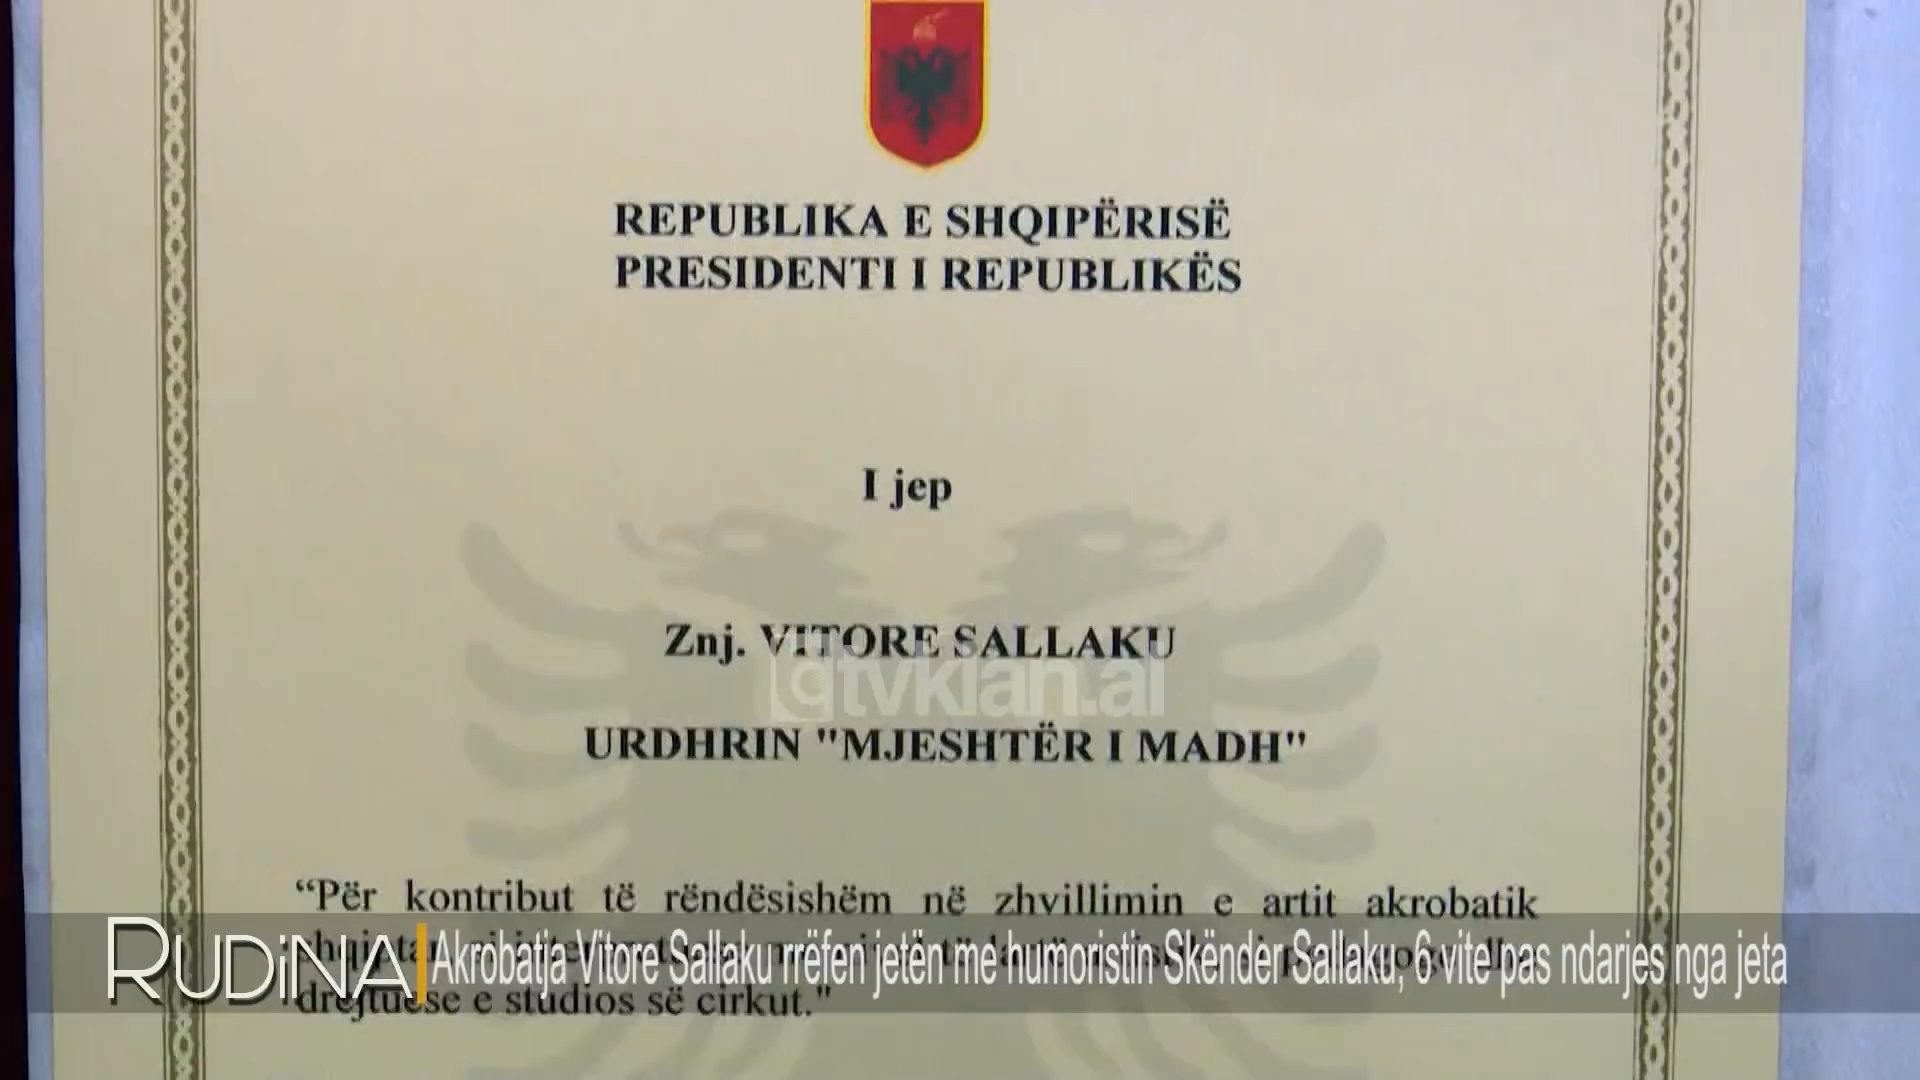 REPUBLIKA E SHQIPËRISË
PRESIDENTI I REPUBLIKËS
I jep
Znj. VITORE SALLAKU
tvklan.al
URDHRIN "MJESHTËR I MADH"
“Për kontribut të rëndësishëm në zhvillimin e artit akrobatik
drejtuese e studios së cirkut."
RUDiNA
Akrobatja Vitore Sallaku rrëfen jetën me humoristin Skënder Sallaku, 6 vite pas ndarjes nga jeta